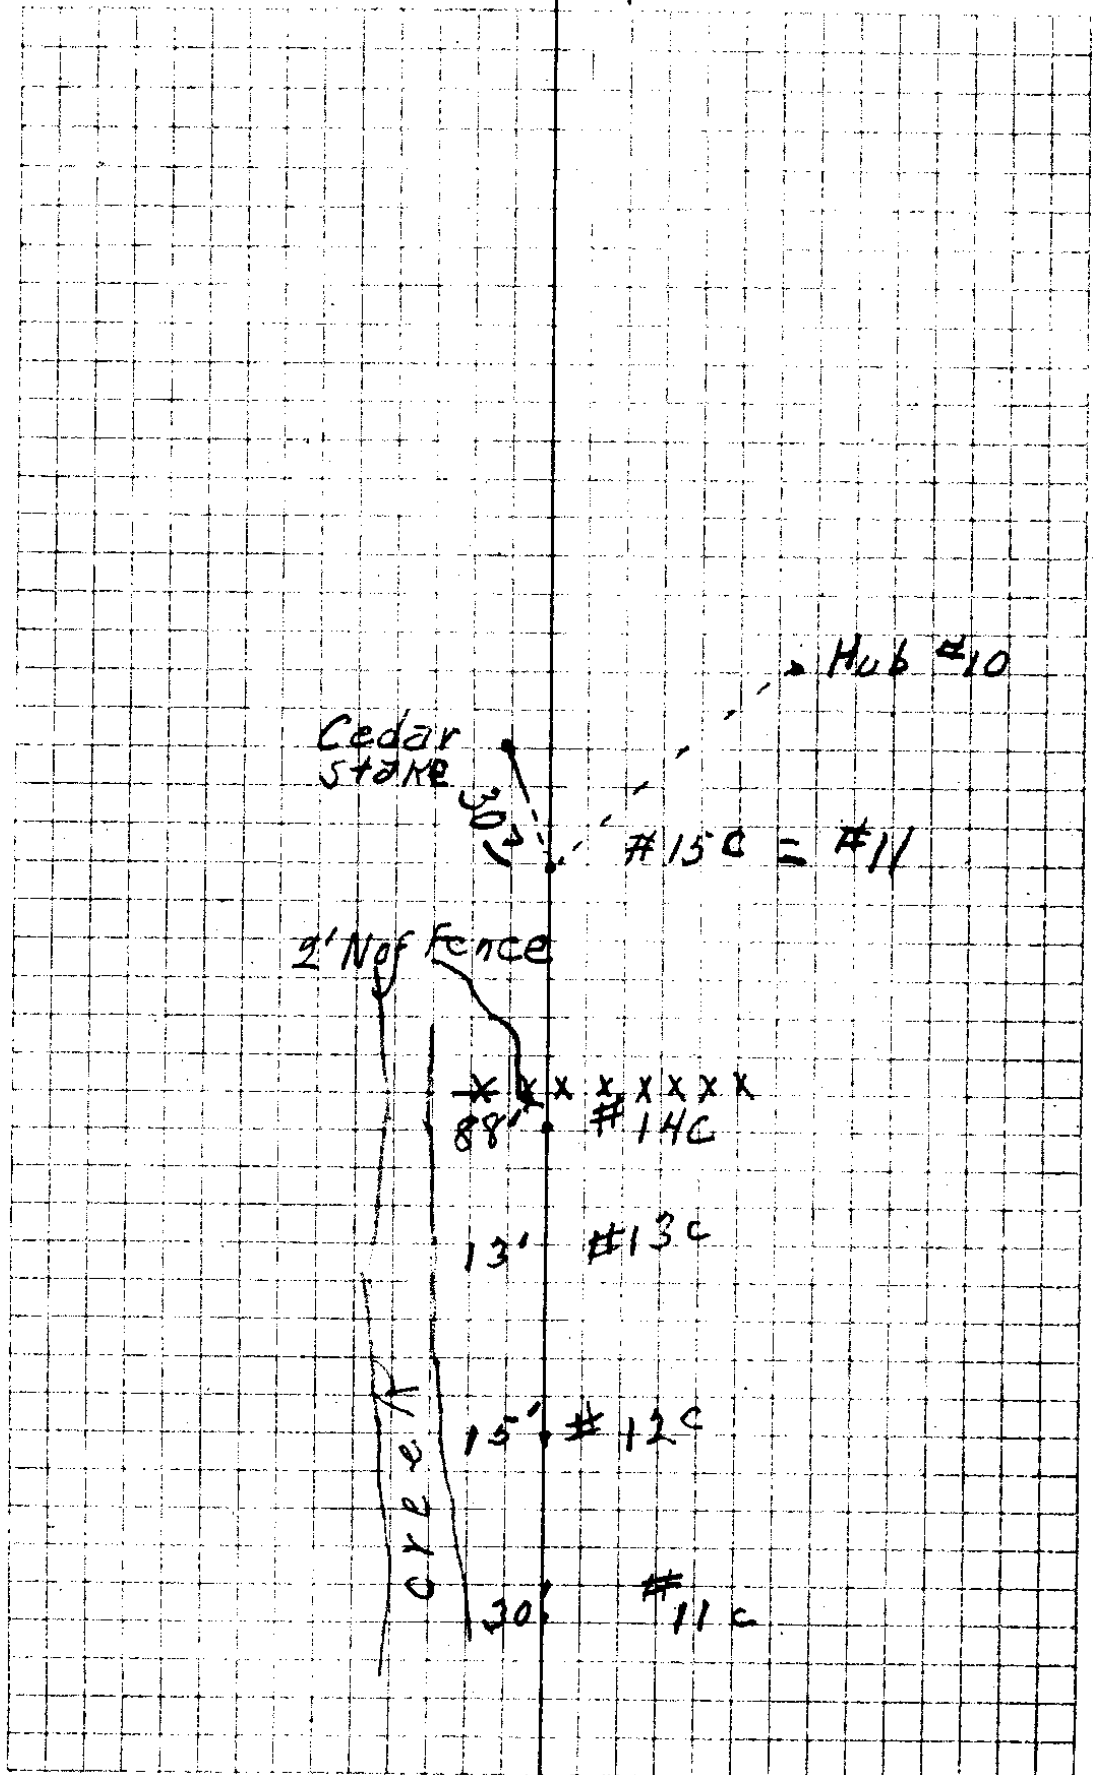 Hub #10
Cedar
stake
30'
#15c = #11
2' N of Fence
x x x x x x x x
88' #14c
13' #13c
15' #12c
creek
30' #11c